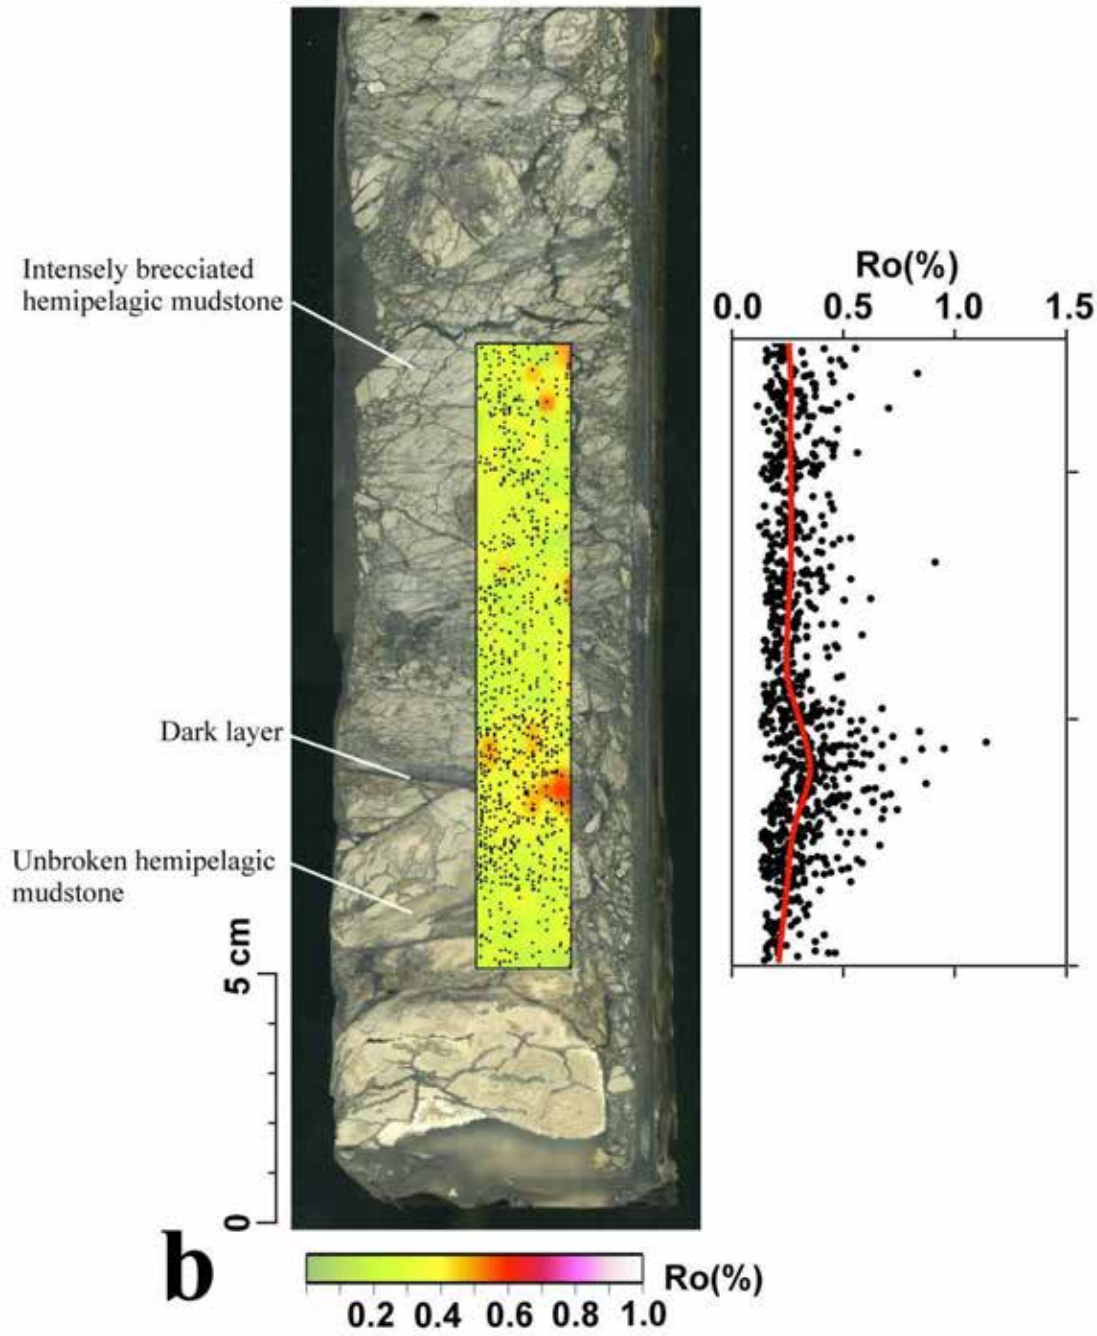 Intensely brecciated
hemipelagic mudstone
Ro(%)
0.0 0.5 1.0 1.5
Dark layer
Unbroken hemipelagic
mudstone
5 cm
0
b
Ro(%)
0.2 0.4 0.6 0.8 1.0